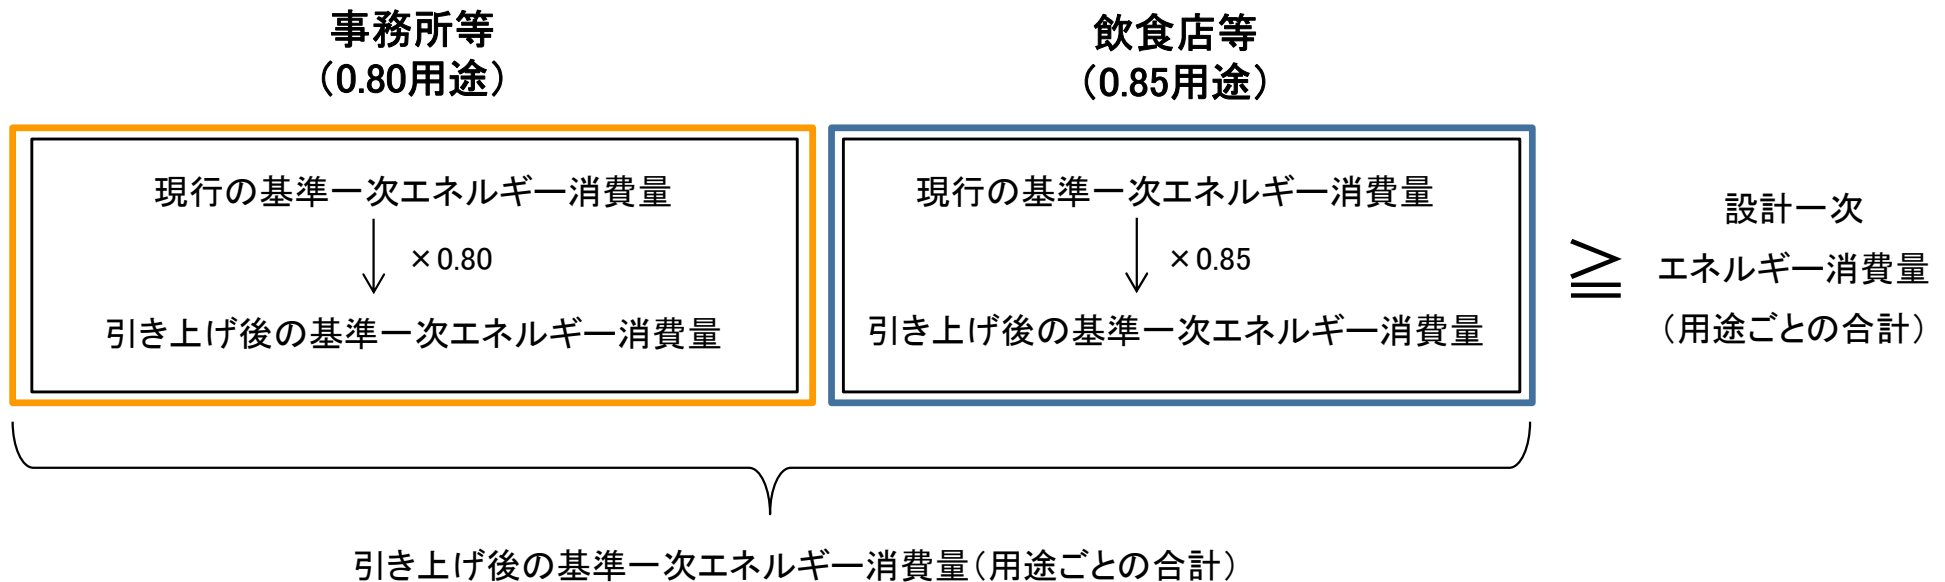 事務所等
（0.80用途）
現行の基準一次エネルギー消費量
×0.80
引き上げ後の基準一次エネルギー消費量
飲食店等
（0.85用途）
現行の基準一次エネルギー消費量
×0.85
引き上げ後の基準一次エネルギー消費量
≧
設計一次
エネルギー消費量
（用途ごとの合計）
引き上げ後の基準一次エネルギー消費量（用途ごとの合計）